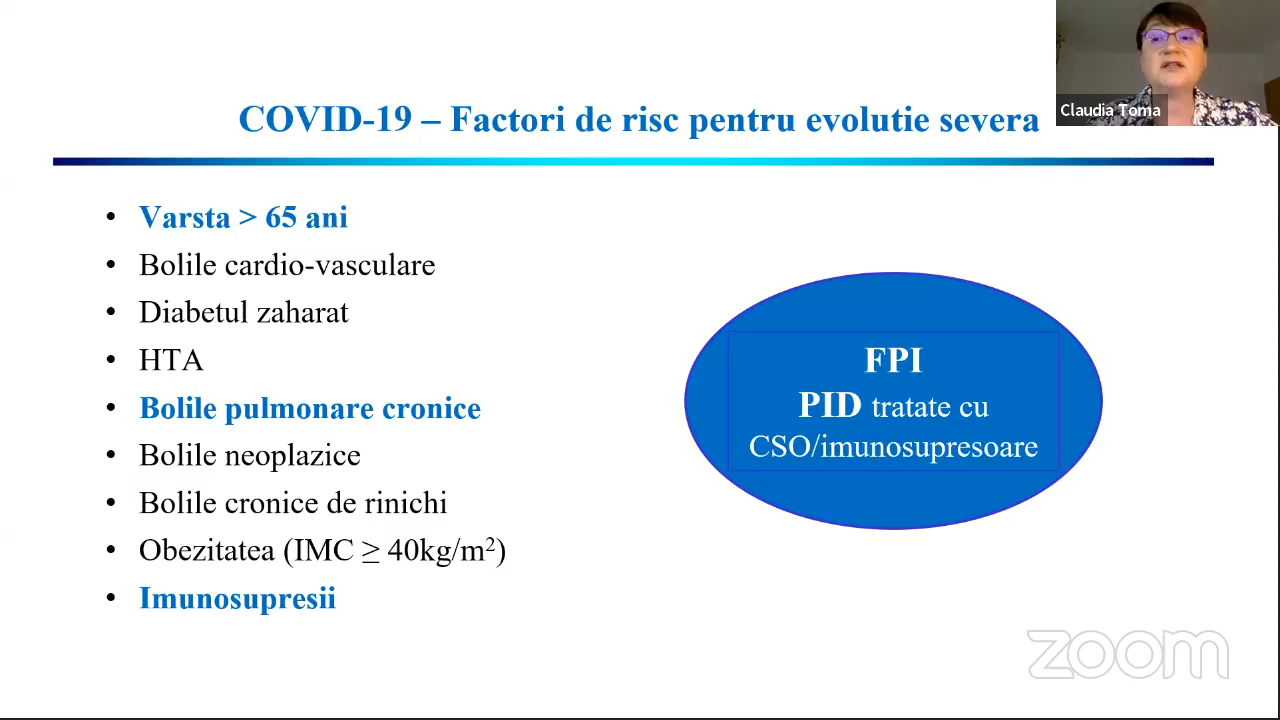 Claudia Toma
COVID-19 – Factori de risc pentru evolutie severa
• Varsta > 65 ani
• Bolile cardio-vasculare
• Diabetul zaharat
• HTA
• Bolile pulmonare cronice
• Bolile neoplazice
• Bolile cronice de rinichi
• Obezitatea (IMC ≥ 40kg/m²)
• Imunosupresii
FPI
PID tratate cu
CSO/imunosupresoare
zoom